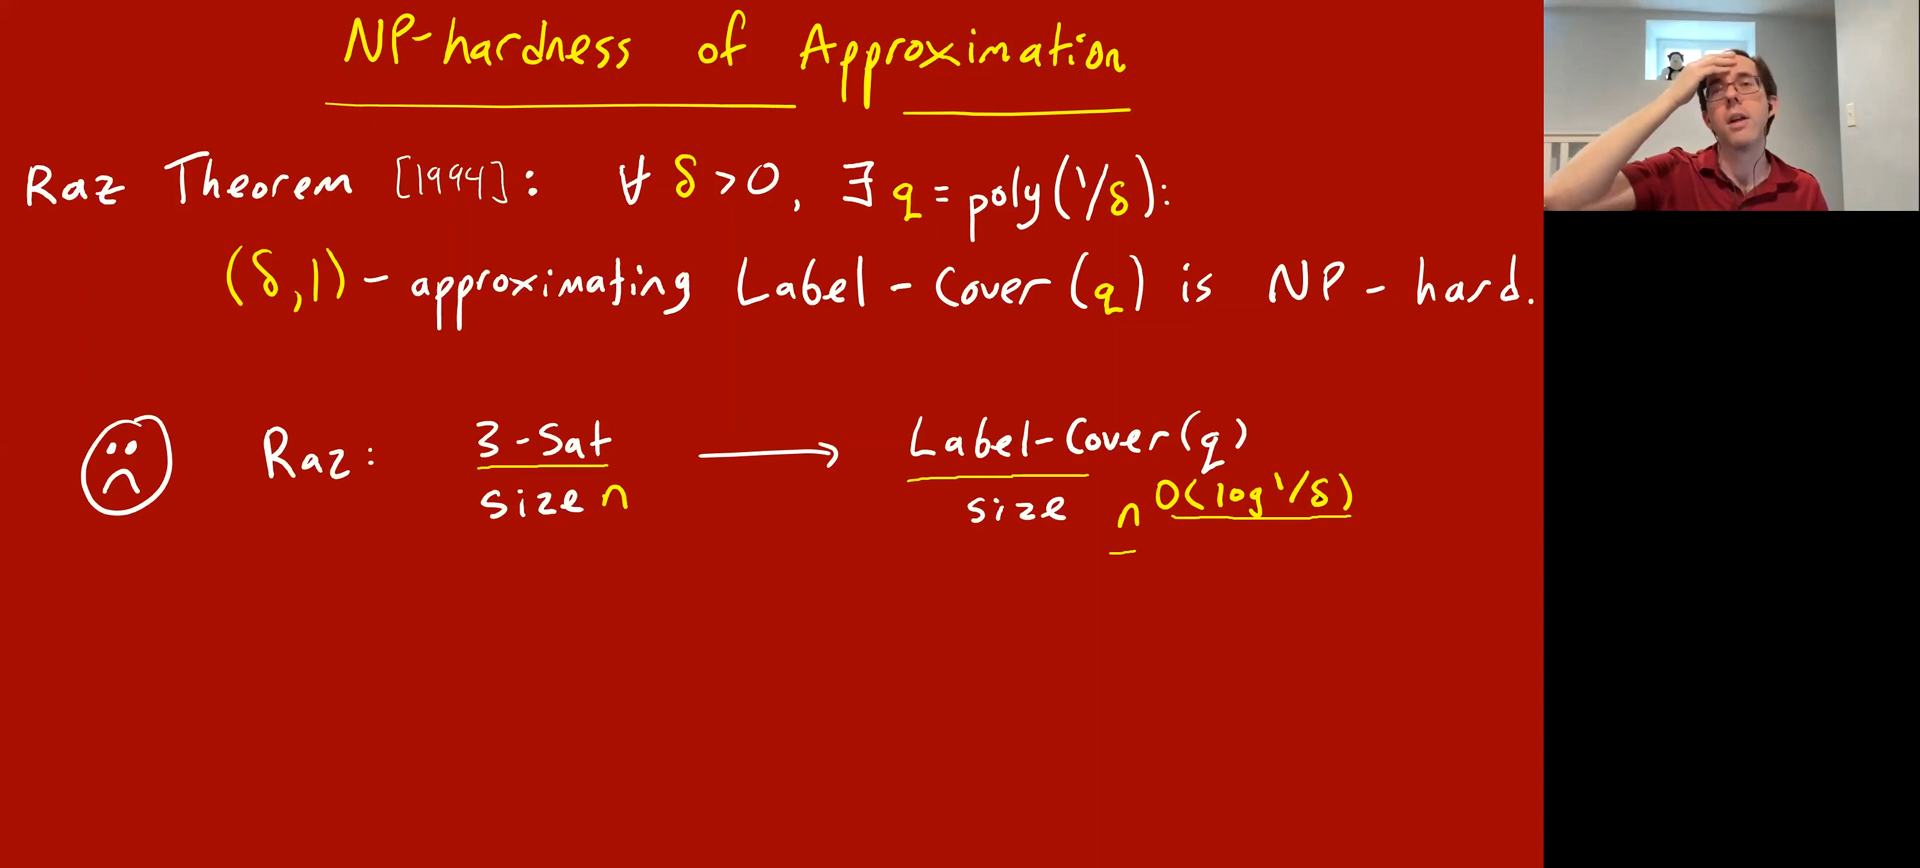 NP-hardness of Approximation
Raz Theorem [1994]: ∀ δ > 0, ∃ q = poly(1/δ):
(δ,1) - approximating Label-Cover(q) is NP-hard.
Raz: 3-Sat ⟶ Label-Cover(q)
size n size n^O(log 1/δ)